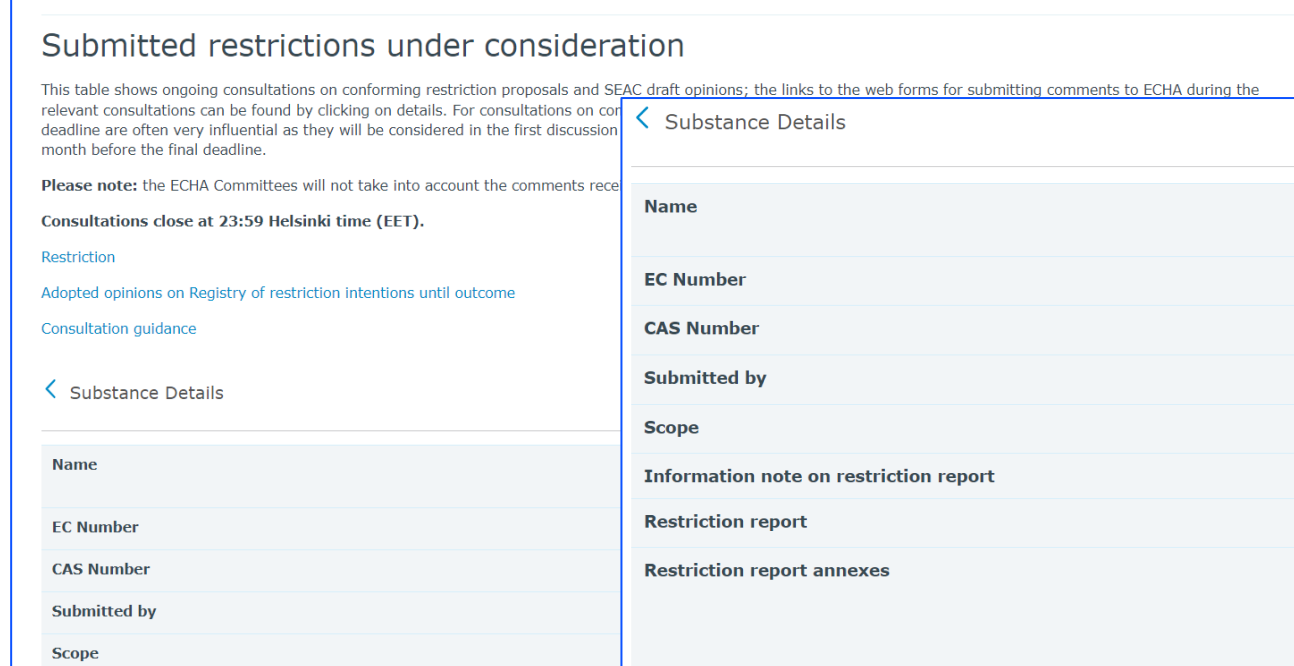 Submitted restrictions under consideration
This table shows ongoing consultations on conforming restriction proposals and SEAC draft opinions; the links to the web forms for submitting comments to ECHA during the
relevant consultations can be found by clicking on details. For consultations on con
deadline are often very influential as they will be considered in the first discussion
month before the final deadline.
Please note: the ECHA Committees will not take into account the comments rece
Consultations close at 23:59 Helsinki time (EET).
Restriction
Adopted opinions on Registry of restriction intentions until outcome
Consultation guidance
Substance Details
Name
EC Number
CAS Number
Submitted by
Scope
Substance Details
Name
EC Number
CAS Number
Submitted by
Scope
Information note on restriction report
Restriction report
Restriction report annexes